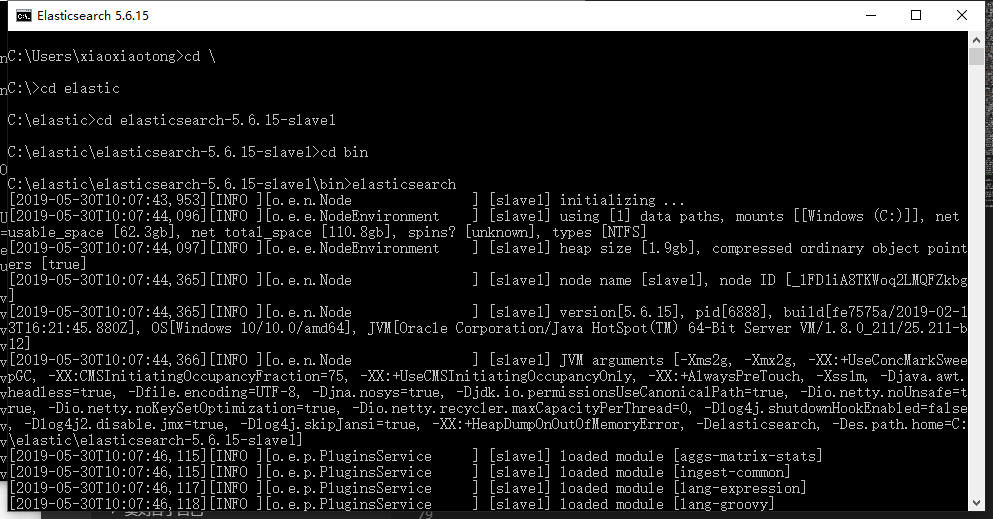 Elasticsearch 5.6.15
C:\Users\xiaoxiaotong>cd \
C:\>cd elastic
C:\elastic>cd elasticsearch-5.6.15-slave1
C:\elastic\elasticsearch-5.6.15-slave1>cd bin
C:\elastic\elasticsearch-5.6.15-slave1\bin>elasticsearch
[2019-05-30T10:07:43,953][INFO ][o.e.n.Node               ] [slave1] initializing ...
[2019-05-30T10:07:44,096][INFO ][o.e.e.NodeEnvironment    ] [slave1] using [1] data paths, mounts [[Windows (C:)]], net
usable_space [62.3gb], net total_space [110.8gb], spins? [unknown], types [NTFS]
[2019-05-30T10:07:44,097][INFO ][o.e.e.NodeEnvironment    ] [slave1] heap size [1.9gb], compressed ordinary object point
ers [true]
[2019-05-30T10:07:44,365][INFO ][o.e.n.Node               ] [slave1] node name [slave1], node ID [_1FD1iA8TKWoq2LMQFZkbg
]
[2019-05-30T10:07:44,365][INFO ][o.e.n.Node               ] [slave1] version[5.6.15], pid[6888], build[fe7575a/2019-02-1
3T16:21:45.880Z], OS[Windows 10/10.0/amd64], JVM[Oracle Corporation/Java HotSpot(TM) 64-Bit Server VM/1.8.0_211/25.211-b
12]
[2019-05-30T10:07:44,366][INFO ][o.e.n.Node               ] [slave1] JVM arguments [-Xms2g, -Xmx2g, -XX:+UseConcMarkSwee
pGC, -XX:CMSInitiatingOccupancyFraction=75, -XX:+UseCMSInitiatingOccupancyOnly, -XX:+AlwaysPreTouch, -Xss1m, -Djava.awt.
headless=true, -Dfile.encoding=UTF-8, -Djna.nosys=true, -Djdk.io.permissionsUseCanonicalPath=true, -Dio.netty.noUnsafe=t
rue, -Dio.netty.noKeySetOptimization=true, -Dio.netty.recycler.maxCapacityPerThread=0, -Dlog4j.shutdownHookEnabled=false
, -Dlog4j2.disable.jmx=true, -Dlog4j.skipJansi=true, -XX:+HeapDumpOnOutOfMemoryError, -Delasticsearch, -Des.path.home=C:
\elastic\elasticsearch-5.6.15-slave1]
[2019-05-30T10:07:46,115][INFO ][o.e.p.PluginsService     ] [slave1] loaded module [aggs-matrix-stats]
[2019-05-30T10:07:46,115][INFO ][o.e.p.PluginsService     ] [slave1] loaded module [ingest-common]
[2019-05-30T10:07:46,117][INFO ][o.e.p.PluginsService     ] [slave1] loaded module [lang-expression]
[2019-05-30T10:07:46,118][INFO ][o.e.p.PluginsService     ] [slave1] loaded module [lang-groovy]